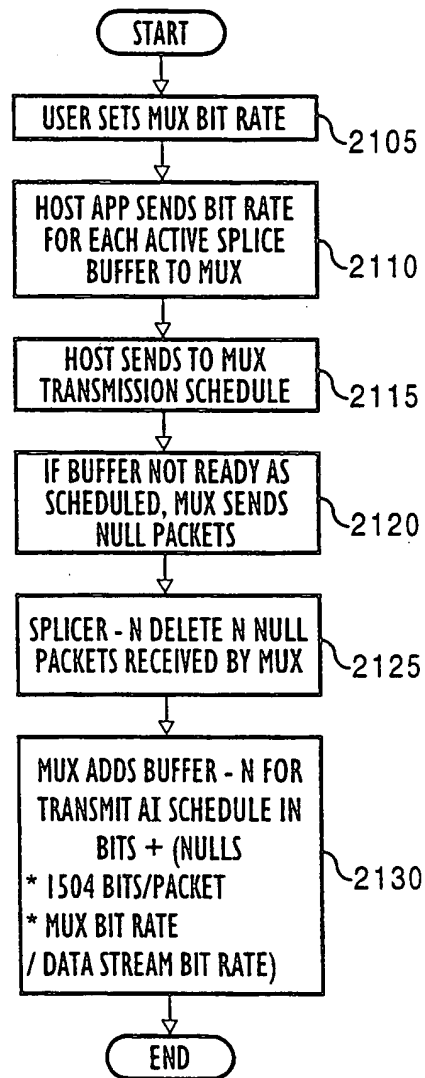 START
USER SETS MUX BIT RATE
2105
HOST APP SENDS BIT RATE
FOR EACH ACTIVE SPLICE
BUFFER TO MUX
2110
HOST SENDS TO MUX
TRANSMISSION SCHEDULE
2115
IF BUFFER NOT READY AS
SCHEDULED, MUX SENDS
NULL PACKETS
2120
SPLICER - N DELETE N NULL
PACKETS RECEIVED BY MUX
2125
MUX ADDS BUFFER - N FOR
TRANSMIT AI SCHEDULE IN
BITS + (NULLS
* 1504 BITS/PACKET
* MUX BIT RATE
/ DATA STREAM BIT RATE)
2130
END